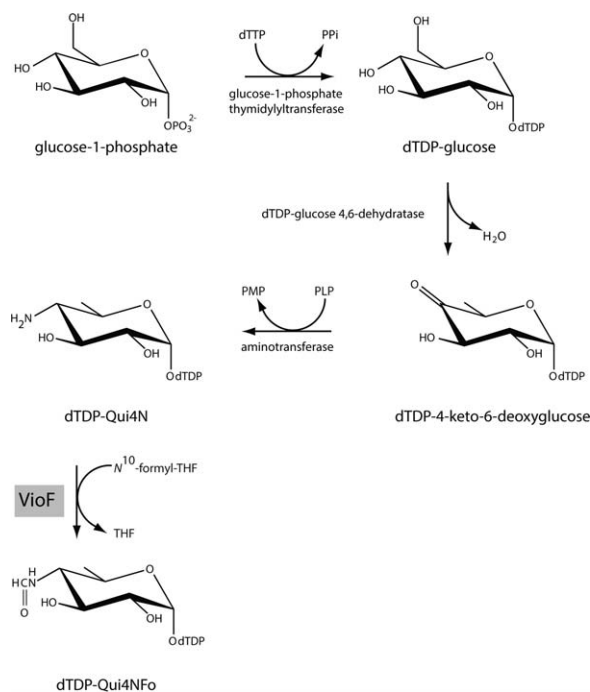 OH
O
HO
HO
OH
OPO₃²⁻
glucose-1-phosphate
dTTP
PPi
glucose-1-phosphate
thymidylyltransferase
OH
O
HO
HO
OH
OdTDP
dTDP-glucose
dTDP-glucose 4,6-dehydratase
H₂O
O
O
HO
OH
OdTDP
dTDP-4-keto-6-deoxyglucose
PMP
PLP
aminotransferase
O
H₂N
HO
OH
OdTDP
dTDP-Qui4N
VioF
N¹⁰-formyl-THF
THF
H
HCN
O
O
HO
OH
OdTDP
dTDP-Qui4NFo